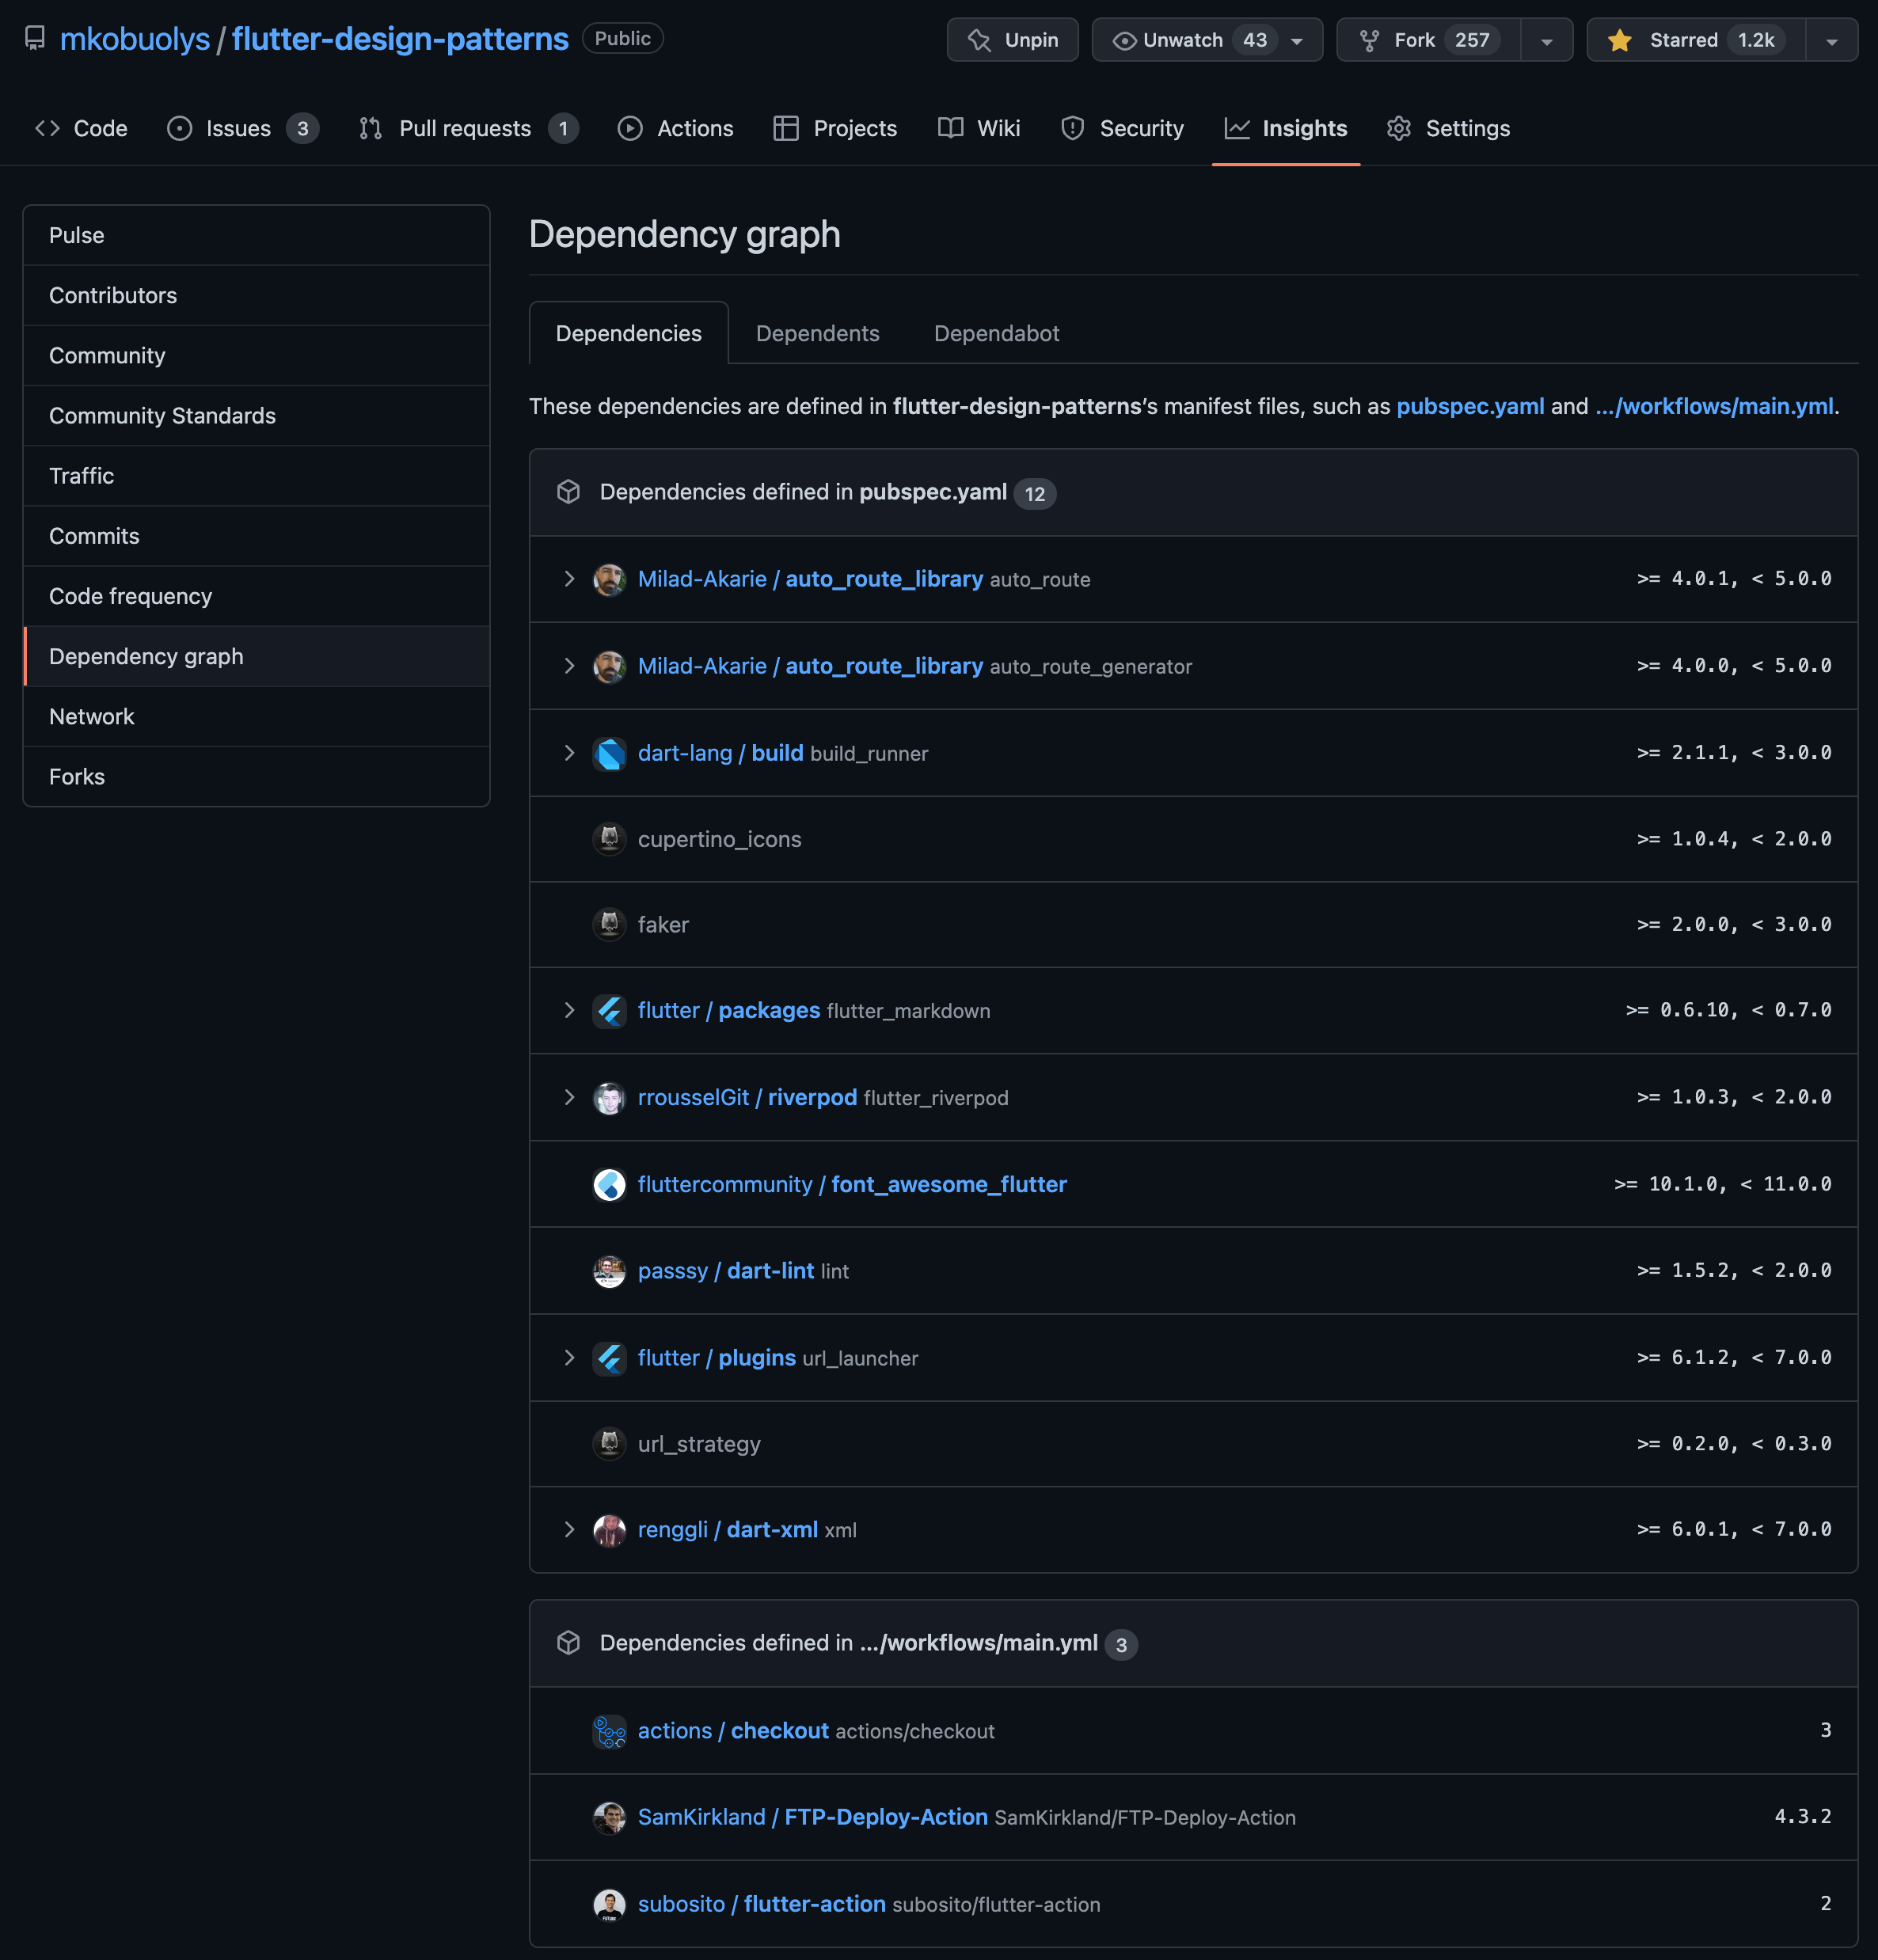 mkobuolys / flutter-design-patterns Public Unpin Unwatch 43 Fork 257 Starred 1.2k
Code Issues 3 Pull requests 1 Actions Projects Wiki Security Insights Settings
Pulse
Contributors
Community
Community Standards
Traffic
Commits
Code frequency
Dependency graph
Network
Forks
Dependency graph
Dependencies Dependents Dependabot
These dependencies are defined in flutter-design-patterns’s manifest files, such as pubspec.yaml and …/workflows/main.yml.
Dependencies defined in pubspec.yaml 12
Milad-Akarie / auto_route_library auto_route >= 4.0.1, < 5.0.0
Milad-Akarie / auto_route_library auto_route_generator >= 4.0.0, < 5.0.0
dart-lang / build build_runner >= 2.1.1, < 3.0.0
cupertino_icons >= 1.0.4, < 2.0.0
faker >= 2.0.0, < 3.0.0
flutter / packages flutter_markdown >= 0.6.10, < 0.7.0
rrousselGit / riverpod flutter_riverpod >= 1.0.3, < 2.0.0
fluttercommunity / font_awesome_flutter >= 10.1.0, < 11.0.0
passsy / dart-lint lint >= 1.5.2, < 2.0.0
flutter / plugins url_launcher >= 6.1.2, < 7.0.0
url_strategy >= 0.2.0, < 0.3.0
renggli / dart-xml xml >= 6.0.1, < 7.0.0
Dependencies defined in …/workflows/main.yml 3
actions / checkout actions/checkout 3
SamKirkland / FTP-Deploy-Action SamKirkland/FTP-Deploy-Action 4.3.2
subosito / flutter-action subosito/flutter-action 2